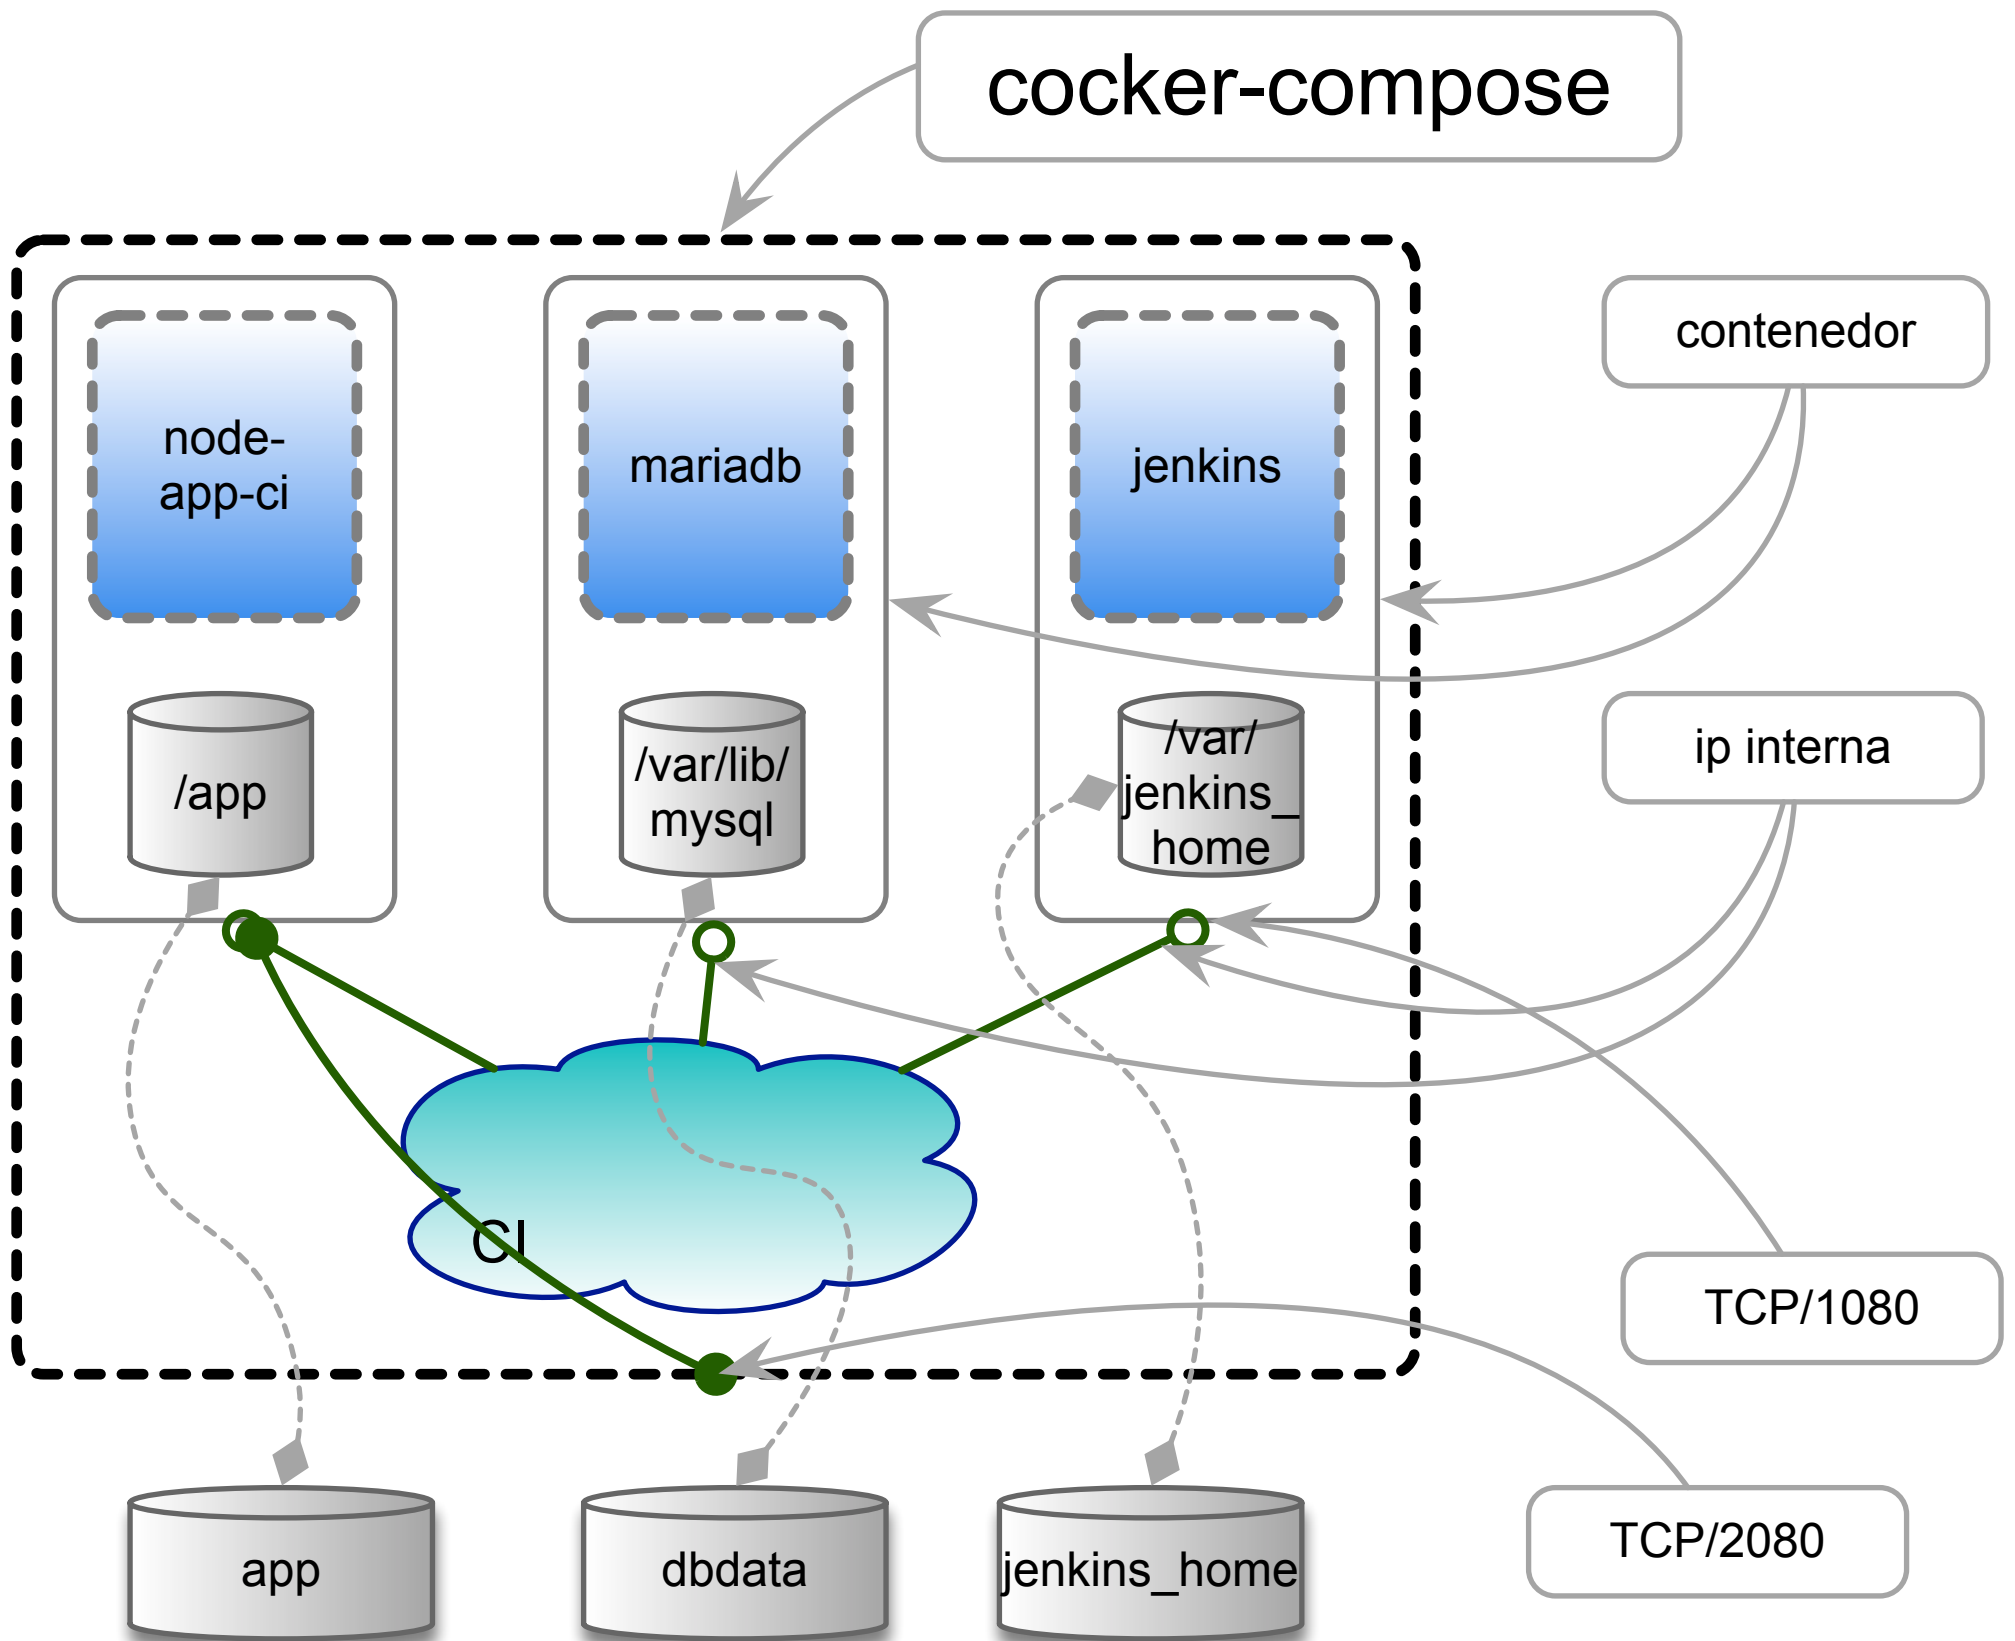 cocker-compose
contenedor
node-
app-ci
mariadb
jenkins
ip interna
/app
/var/lib/
mysql
/var/
jenkins_
home
CI
TCP/1080
TCP/2080
app
dbdata
jenkins_home